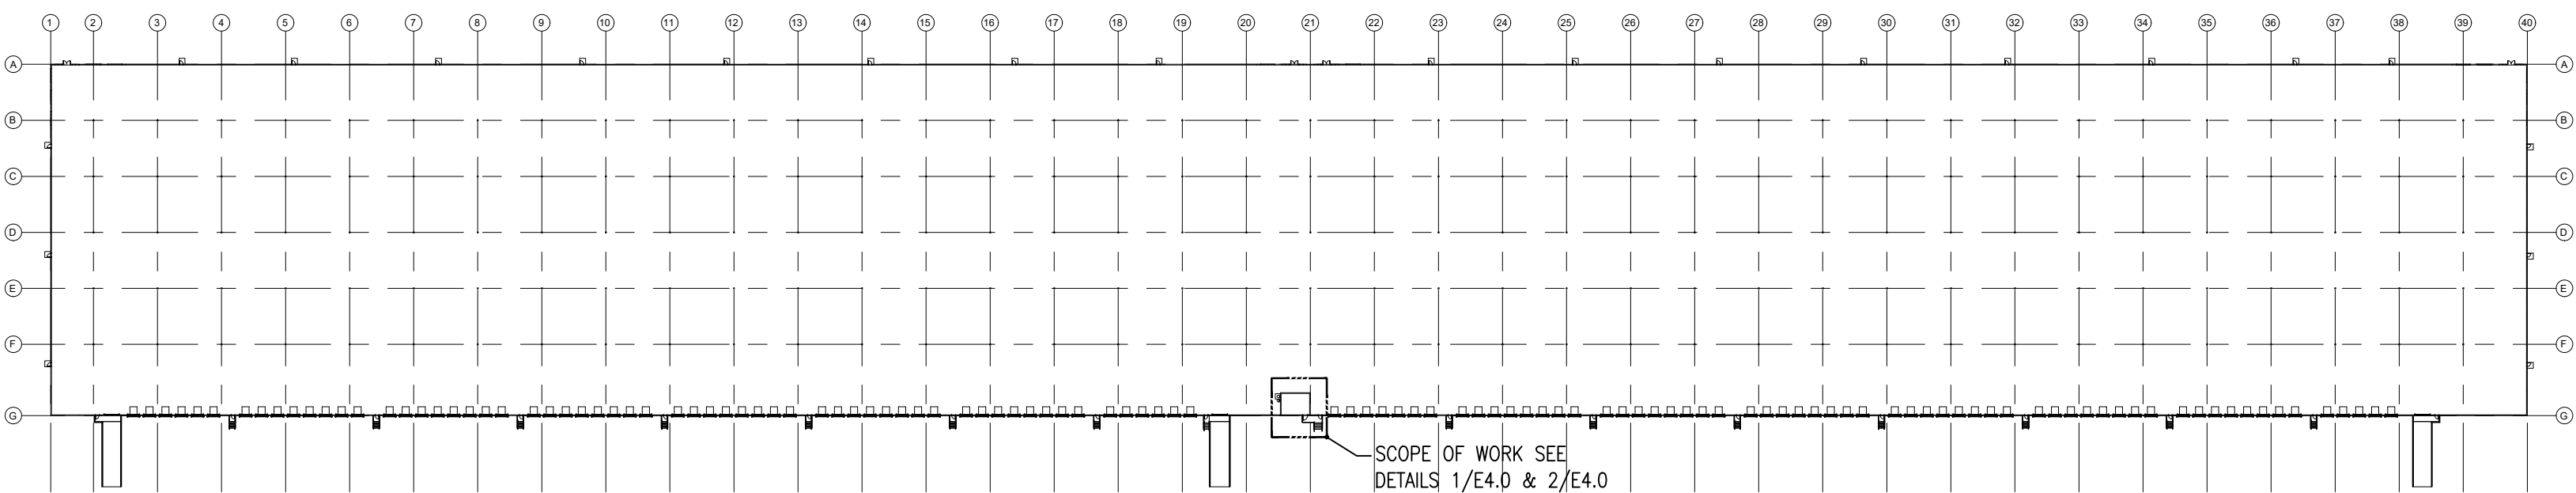 1 2 3 4 5 6 7 8 9 10 11 12 13 14 15 16 17 18 19 20 21 22 23 24 25 26 27 28 29 30 31 32 33 34 35 36 37 38 39 40
A A
B B
C C
D D
E E
F F
G G
SCOPE OF WORK SEE
DETAILS 1/E4.0 & 2/E4.0